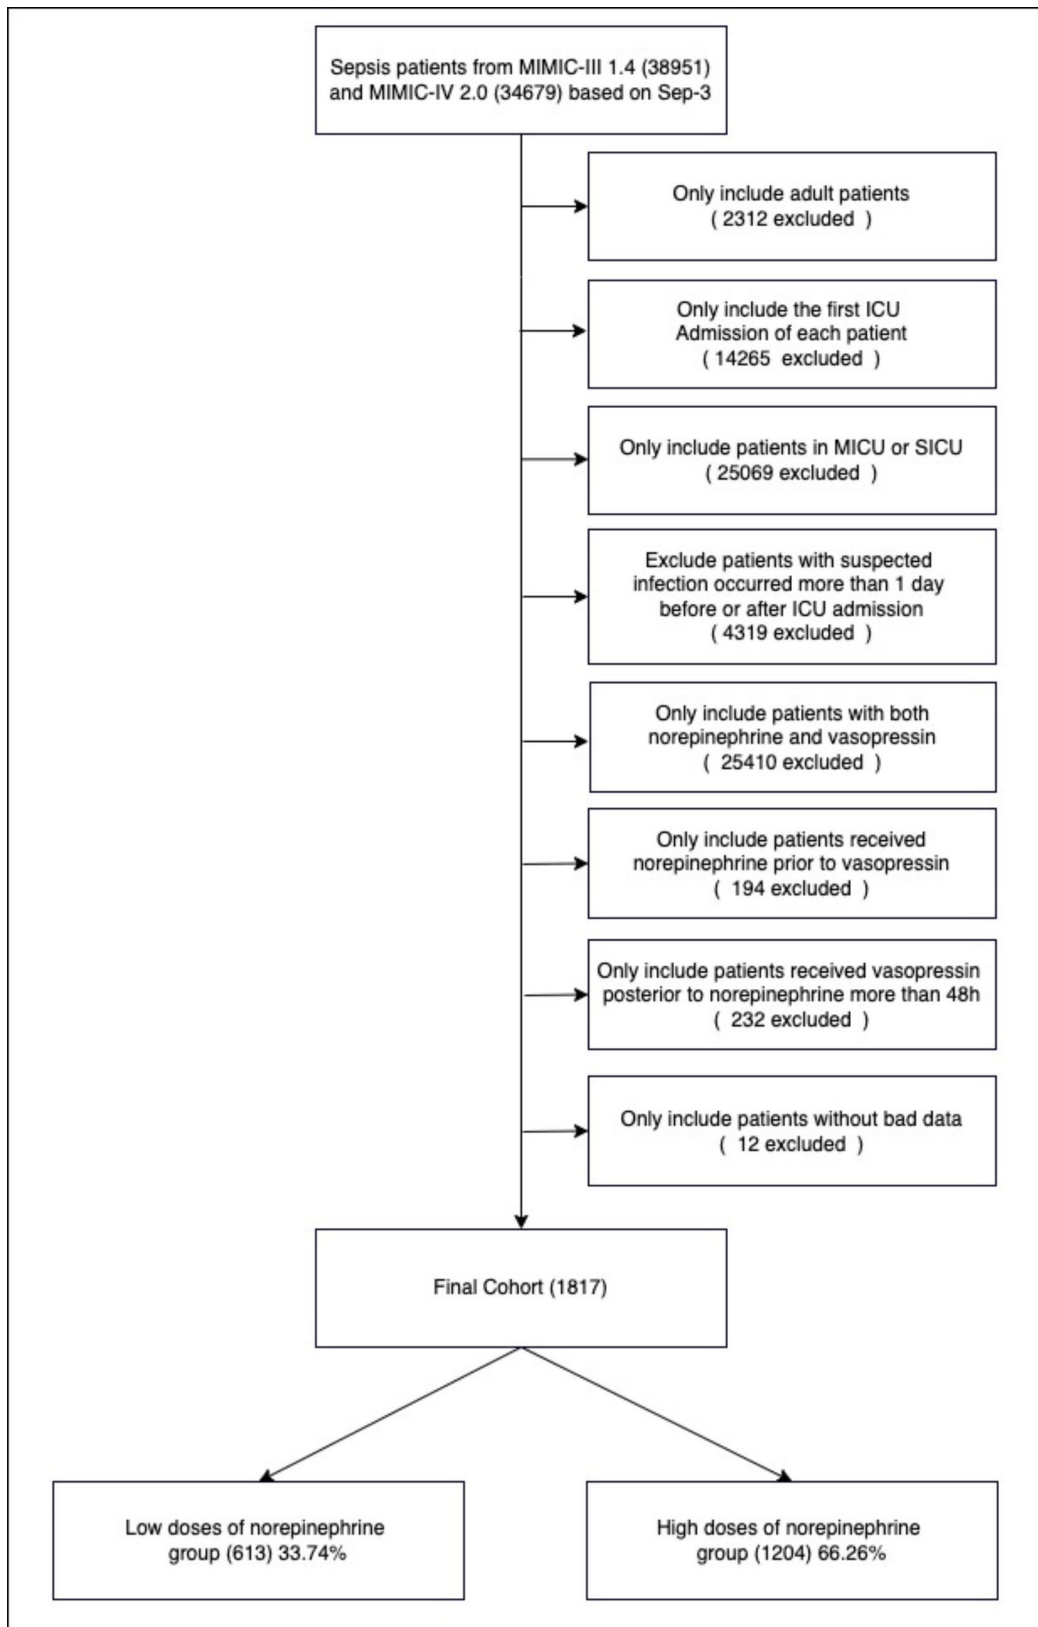 Sepsis patients from MIMIC-III 1.4 (38951)
and MIMIC-IV 2.0 (34679) based on Sep-3
Only include adult patients
( 2312 excluded )
Only include the first ICU
Admission of each patient
( 14265 excluded )
Only include patients in MICU or SICU
( 25069 excluded )
Exclude patients with suspected
infection occurred more than 1 day
before or after ICU admission
( 4319 excluded )
Only include patients with both
norepinephrine and vasopressin
( 25410 excluded )
Only include patients received
norepinephrine prior to vasopressin
( 194 excluded )
Only include patients received vasopressin
posterior to norepinephrine more than 48h
( 232 excluded )
Only include patients without bad data
( 12 excluded )
Final Cohort (1817)
Low doses of norepinephrine
group (613) 33.74%
High doses of norepinephrine
group (1204) 66.26%